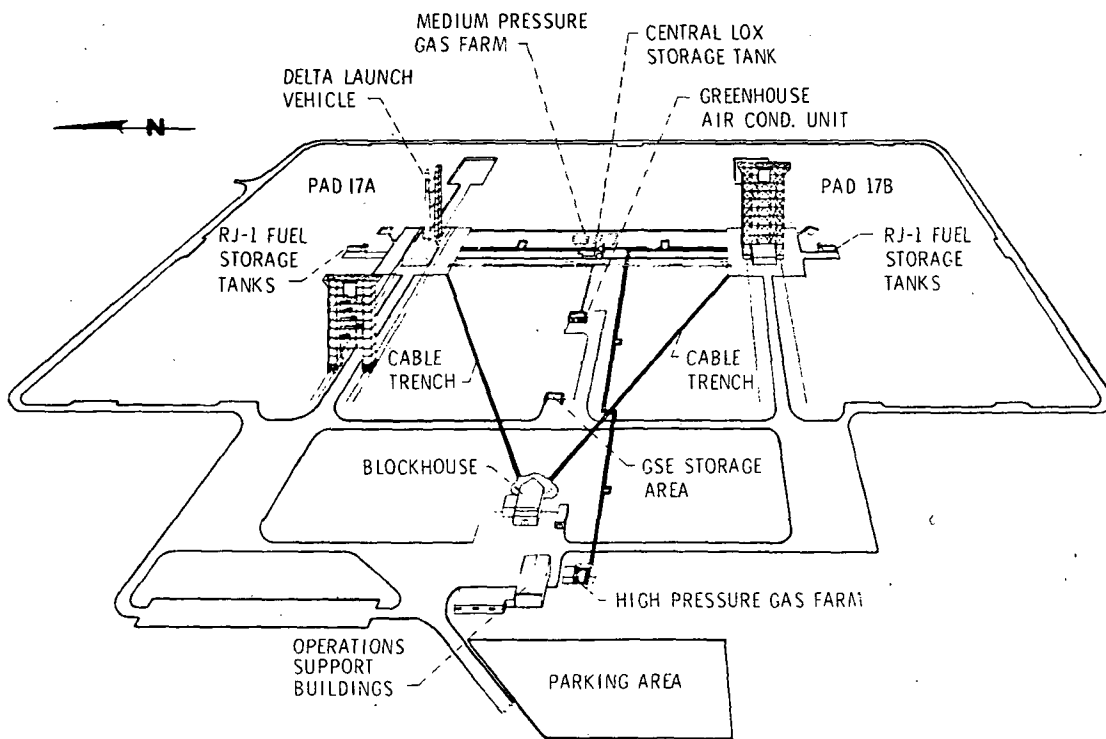 MEDIUM PRESSURE
GAS FARM
CENTRAL LOX
STORAGE TANK
DELTA LAUNCH
VEHICLE
GREENHOUSE
AIR COND. UNIT
N
PAD 17A
PAD 17B
RJ-1 FUEL
STORAGE
TANKS
RJ-1 FUEL
STORAGE
TANKS
CABLE
TRENCH
CABLE
TRENCH
BLOCKHOUSE
GSE STORAGE
AREA
HIGH PRESSURE GAS FARM
OPERATIONS
SUPPORT
BUILDINGS
PARKING AREA